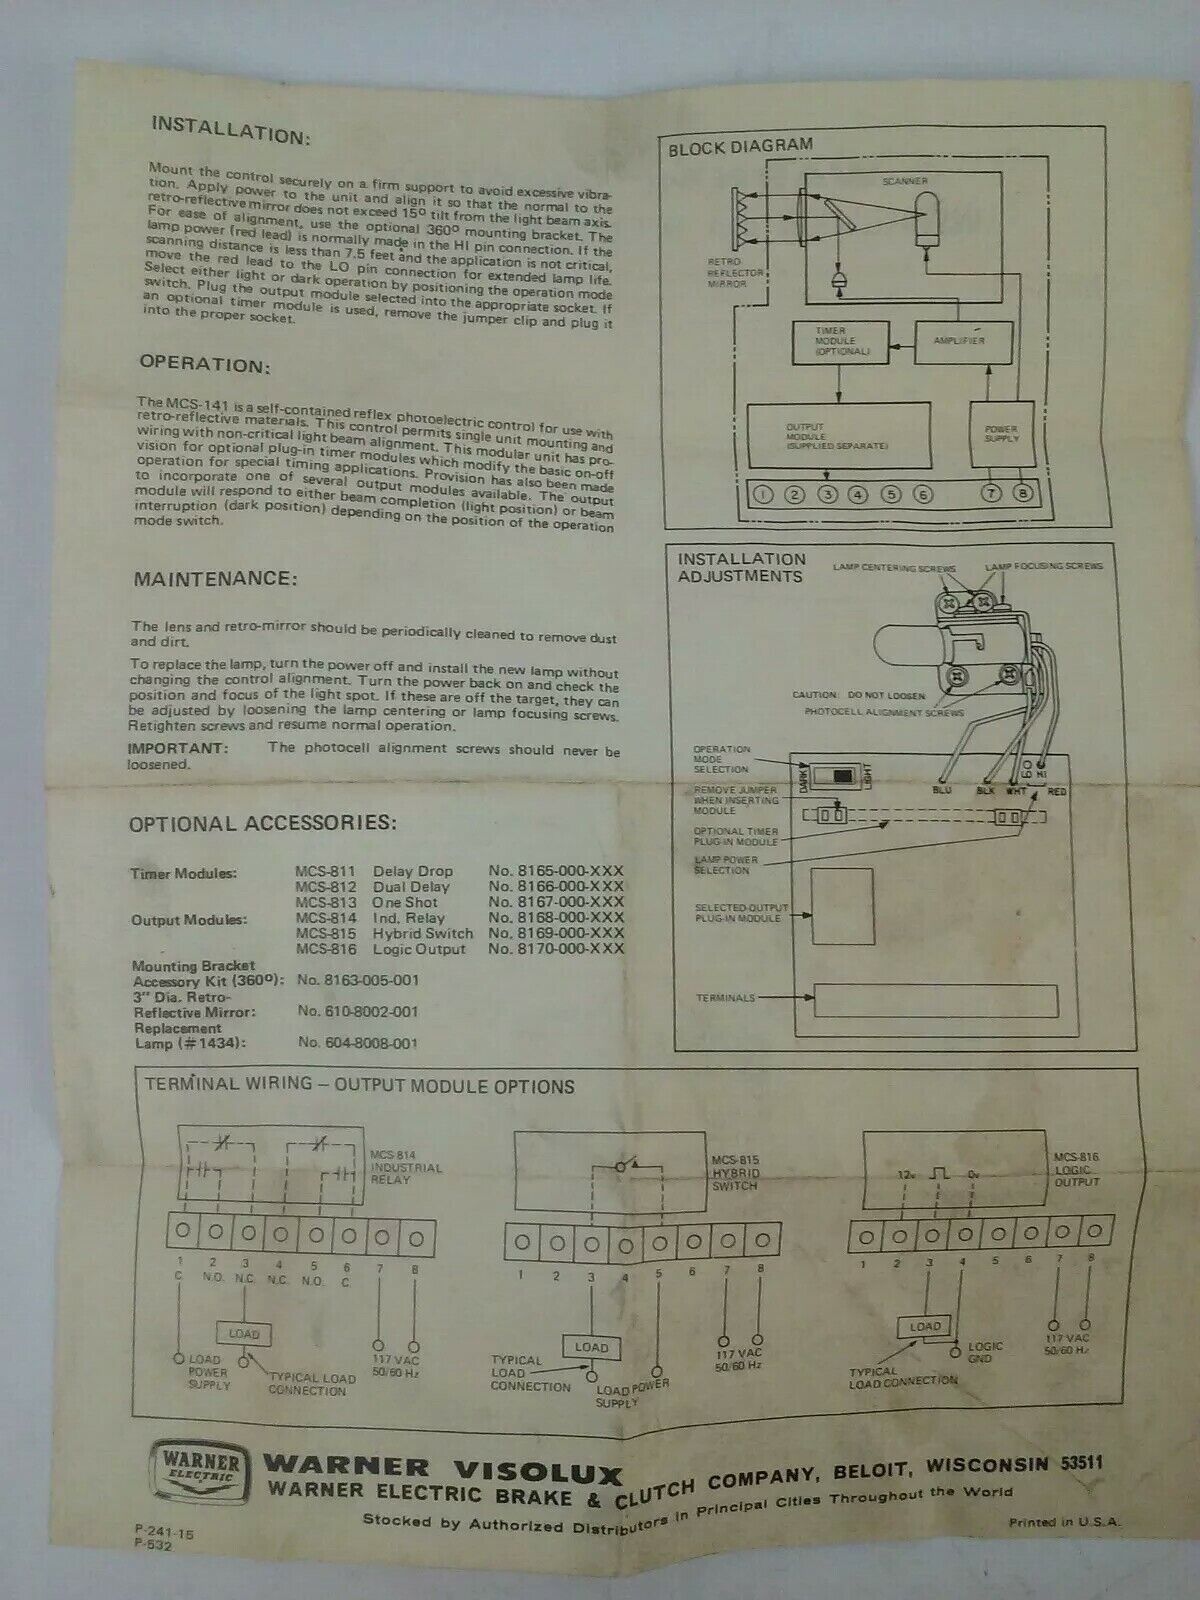 INSTALLATION:
Mount the control securely on a firm support to avoid excessive vibra-
tion. Apply power to the unit and align it so that the normal to the
retro-reflective mirror does not exceed 15° tilt from the light beam axis.
For ease of alignment, use the optional 360° mounting bracket. The
lamp power (red lead) is normally made in the HI pin connection. If the
scanning distance is less than 7.5 feet and the application is not critical,
move the red lead to the LO pin connection for extended lamp life.
Select either light or dark operation by positioning the operation mode
switch. Plug the output module selected into the appropriate socket. If
an optional timer module is used, remove the jumper clip and plug it
into the proper socket.
OPERATION:
The MCS-141 is a self-contained reflex photoelectric control for use with
retro-reflective materials. This control permits single unit mounting and
wiring with non-critical light beam alignment. This modular unit has pro-
vision for optional plug-in timer modules which modify the basic on-off
operation for special timing applications. Provision has also been made
to incorporate one of several output modules available. The output
module will respond to either beam completion (light position) or beam
interruption (dark position) depending on the position of the operation
mode switch.
MAINTENANCE:
The lens and retro-mirror should be periodically cleaned to remove dust
and dirt.
To replace the lamp, turn the power off and install the new lamp without
changing the control alignment. Turn the power back on and check the
position and focus of the light spot. If these are off the target, they can
be adjusted by loosening the lamp centering or lamp focusing screws.
Retighten screws and resume normal operation.
IMPORTANT: The photocell alignment screws should never be
loosened.
OPTIONAL ACCESSORIES:
Timer Modules: MCS-811 Delay Drop No. 8165-000-XXX
MCS-812 Dual Delay No. 8166-000-XXX
MCS-813 One Shot No. 8167-000-XXX
Output Modules: MCS-814 Ind. Relay No. 8168-000-XXX
MCS-815 Hybrid Switch No. 8169-000-XXX
MCS-816 Logic Output No. 8170-000-XXX
Mounting Bracket
Accessory Kit (360°): No. 8163-005-001
3" Dia. Retro-
Reflective Mirror: No. 610-8002-001
Replacement
Lamp (#1434): No. 604-8008-001
BLOCK DIAGRAM
SCANNER
RETRO
REFLECTOR
MIRROR
TIMER
MODULE
(OPTIONAL)
AMPLIFIER
OUTPUT
MODULE
(SUPPLIED SEPARATE)
POWER
SUPPLY
1 2 3 4 5 6 7 8
INSTALLATION
ADJUSTMENTS
LAMP CENTERING SCREWS
LAMP FOCUSING SCREWS
CAUTION: DO NOT LOOSEN
PHOTOCELL ALIGNMENT SCREWS
OPERATION
MODE
SELECTION
DARK
LIGHT
BLU BLK WHT LO HI RED
REMOVE JUMPER
WHEN INSERTING
MODULE
OPTIONAL TIMER
PLUG-IN MODULE
LAMP POWER
SELECTION
SELECTED OUTPUT
PLUG-IN MODULE
TERMINALS
TERMINAL WIRING – OUTPUT MODULE OPTIONS
MCS-814
INDUSTRIAL
RELAY
1 2 3 4 5 6 7 8
C. N.O. N.C. N.C. N.O. C.
LOAD
LOAD
POWER
SUPPLY
TYPICAL LOAD
CONNECTION
117 VAC
50/60 Hz
MCS-815
HYBRID
SWITCH
1 2 3 4 5 6 7 8
LOAD
TYPICAL
LOAD
CONNECTION
LOAD POWER
SUPPLY
117 VAC
50/60 Hz
MCS-816
LOGIC
OUTPUT
12v 0v
1 2 3 4 5 6 7 8
LOAD
TYPICAL
LOAD CONNECTION
LOGIC
GND
117 VAC
50/60 Hz
WARNER
ELECTRIC
WARNER VISOLUX
WARNER ELECTRIC BRAKE & CLUTCH COMPANY, BELOIT, WISCONSIN 53511
Stocked by Authorized Distributors in Principal Cities Throughout the World
P-241-15
P-532
Printed in U.S.A.